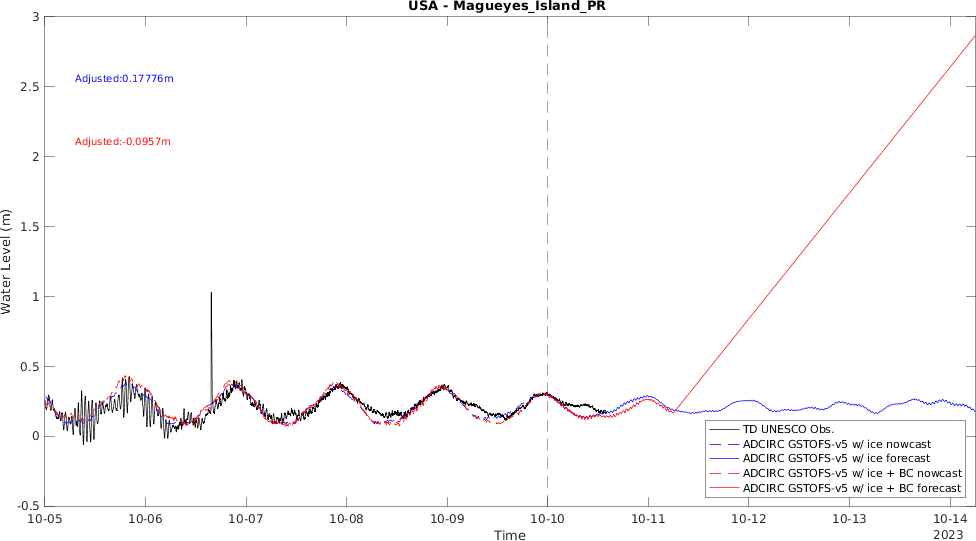 USA - Magueyes_Island_PR
3
2.5
2
1.5
1
0.5
0
-0.5
Water Level (m)
Adjusted:0.17776m
Adjusted:-0.0957m
TD UNESCO Obs.
ADCIRC GSTOFS-v5 w/ ice nowcast
ADCIRC GSTOFS-v5 w/ ice forecast
ADCIRC GSTOFS-v5 w/ ice + BC nowcast
ADCIRC GSTOFS-v5 w/ ice + BC forecast
10-05 10-06 10-07 10-08 10-09 10-10 10-11 10-12 10-13 10-14
Time
2023